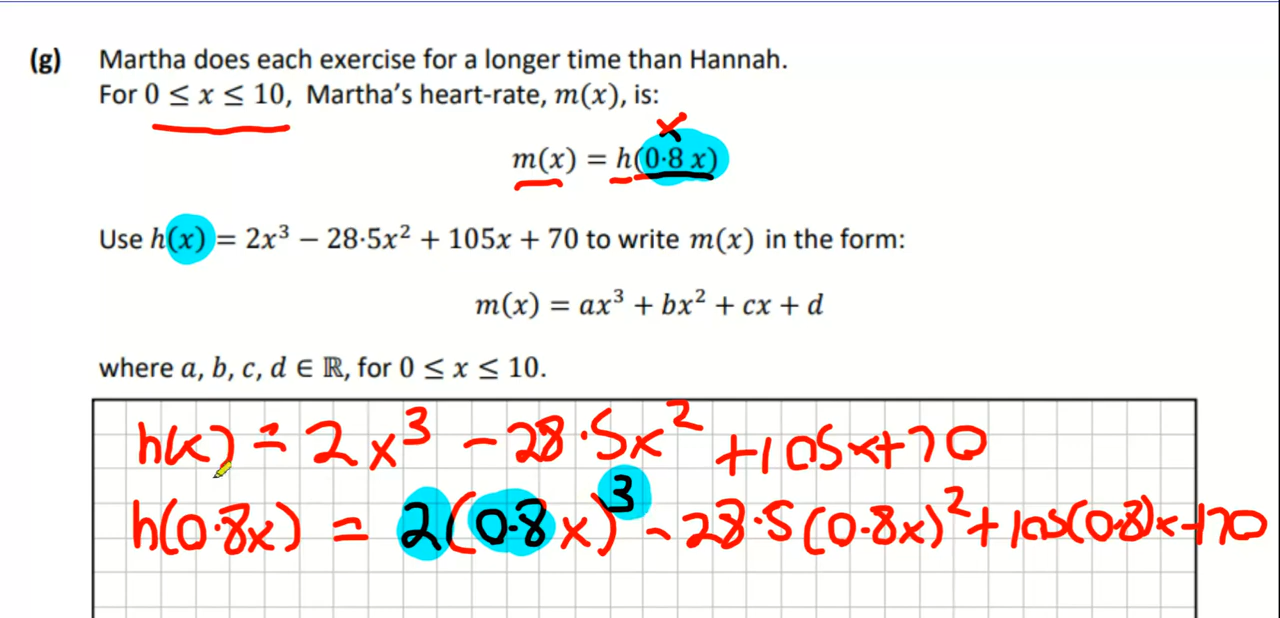 (g) Martha does each exercise for a longer time than Hannah.
For 0 ≤ x ≤ 10, Martha's heart-rate, m(x), is:
x
m(x) = h(0·8 x)
Use h(x) = 2x³ − 28·5x² + 105x + 70 to write m(x) in the form:
m(x) = ax³ + bx² + cx + d
where a, b, c, d ∈ ℝ, for 0 ≤ x ≤ 10.
h(x) = 2x³ − 28·5x² + 105x + 70
h(0·8x) = 2(0·8x)³ − 28·5(0·8x)² + 105(0·8)x + 70